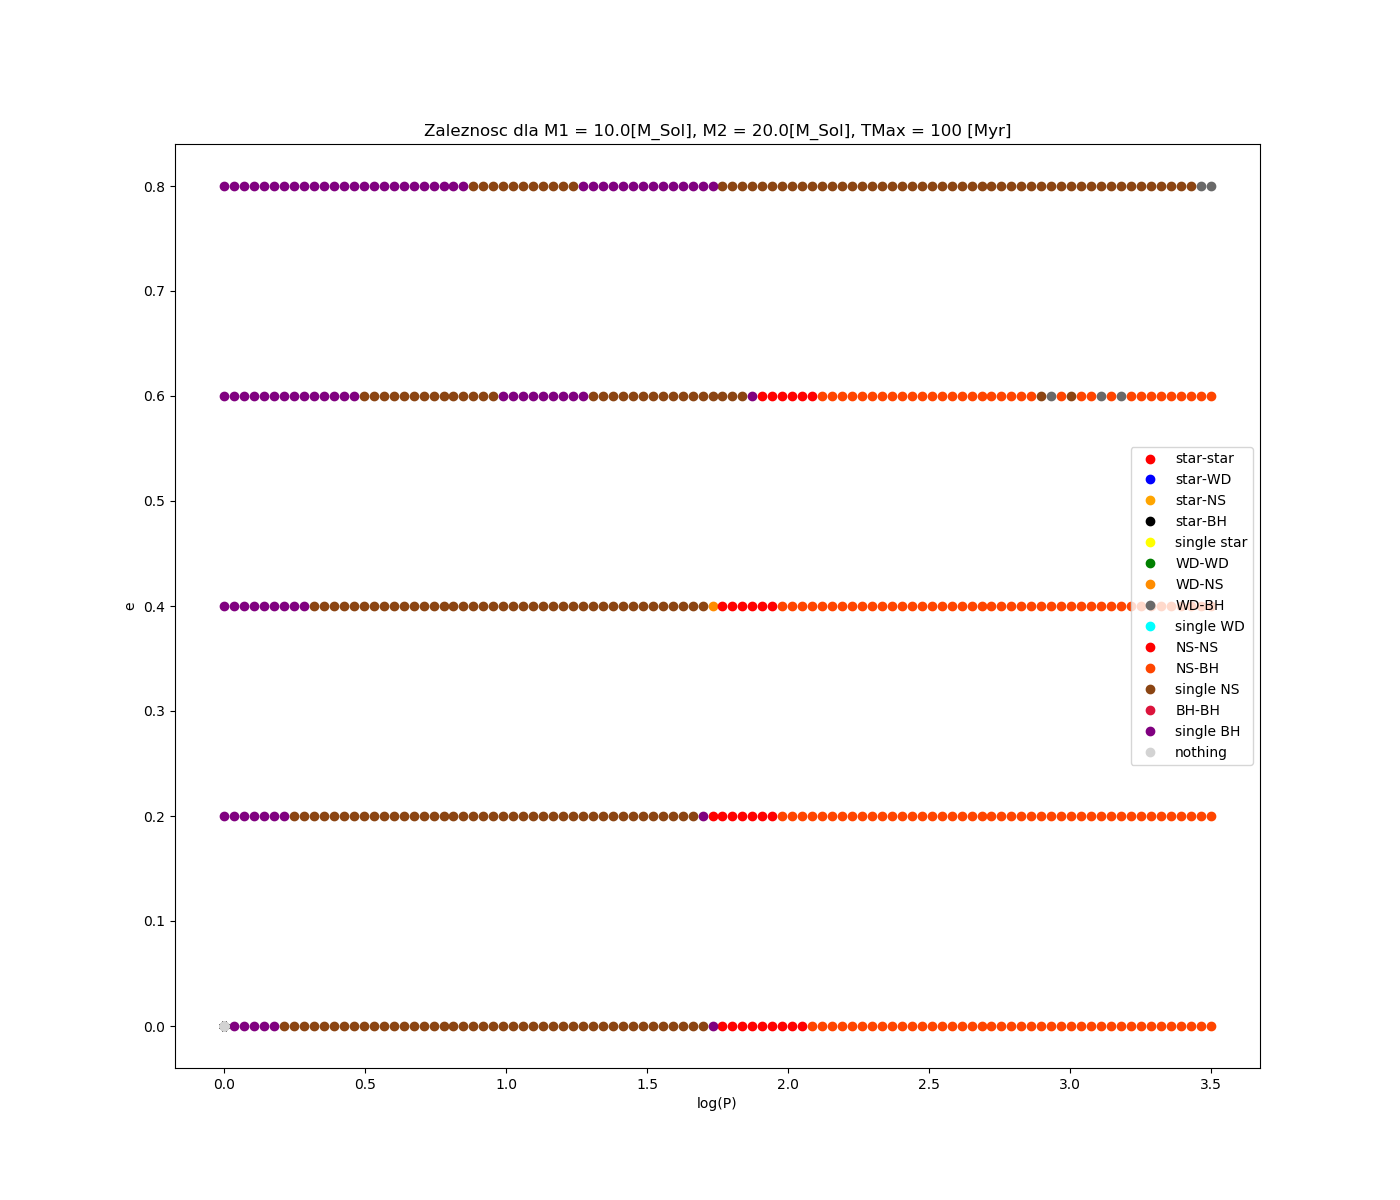 Zaleznosc dla M1 = 10.0[M_Sol], M2 = 20.0[M_Sol], TMax = 100 [Myr]
0.8
0.7
0.6
0.5
0.4
0.3
0.2
0.1
0.0
e
star-star
star-WD
star-NS
star-BH
single star
WD-WD
WD-NS
WD-BH
single WD
NS-NS
NS-BH
single NS
BH-BH
single BH
nothing
0.0 0.5 1.0 1.5 2.0 2.5 3.0 3.5
log(P)